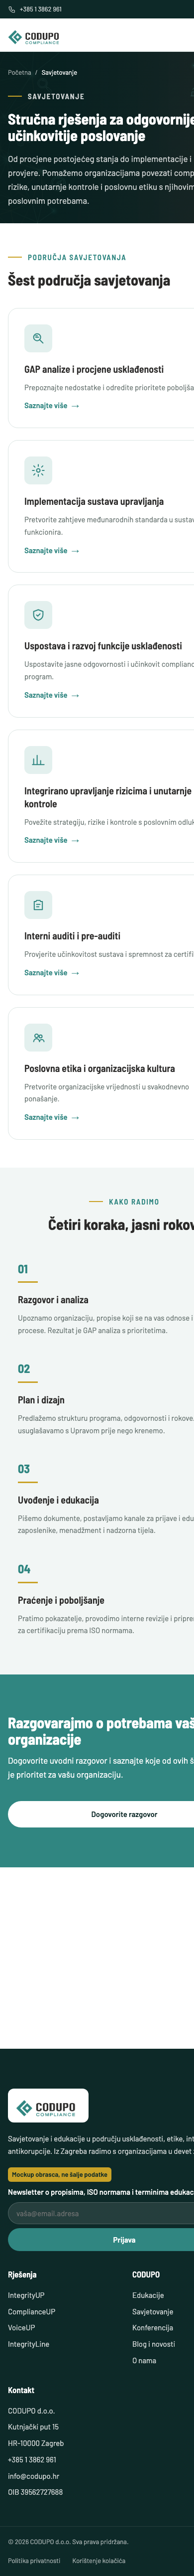 +385 1 3862 961
CODUPO
COMPLIANCE
Početna / Savjetovanje
SAVJETOVANJE
Stručna rješenja za odgovornije
učinkovitije poslovanje
Od procjene postojećeg stanja do implementacije i
provjere. Pomažemo organizacijama povezati comp
rizike, unutarnje kontrole i poslovnu etiku s njihovim
poslovnim potrebama.
PODRUČJA SAVJETOVANJA
Šest područja savjetovanja
GAP analize i procjene usklađenosti
Prepoznajte nedostatke i odredite prioritete poboljša
Saznajte više →
Implementacija sustava upravljanja
Pretvorite zahtjeve međunarodnih standarda u susta
funkcionira.
Saznajte više →
Uspostava i razvoj funkcije usklađenosti
Uspostavite jasne odgovornosti i učinkovit complianc
program.
Saznajte više →
Integrirano upravljanje rizicima i unutarnje
kontrole
Povežite strategiju, rizike i kontrole s poslovnim odluk
Saznajte više →
Interni auditi i pre-auditi
Provjerite učinkovitost sustava i spremnost za certifi
Saznajte više →
Poslovna etika i organizacijska kultura
Pretvorite organizacijske vrijednosti u svakodnevno
ponašanje.
Saznajte više →
KAKO RADIMO
Četiri koraka, jasni rokov
01
Razgovor i analiza
Upoznamo organizaciju, propise koji se na vas odnose i
procese. Rezultat je GAP analiza s prioritetima.
02
Plan i dizajn
Predlažemo strukturu programa, odgovornosti i rokove,
usuglašavamo s Upravom prije nego krenemo.
03
Uvođenje i edukacija
Pišemo dokumente, postavljamo kanale za prijave i edu
zaposlenike, menadžment i nadzorna tijela.
04
Praćenje i poboljšanje
Pratimo pokazatelje, provodimo interne revizije i pripre
za certifikaciju prema ISO normama.
Razgovarajmo o potrebama vaš
organizacije
Dogovorite uvodni razgovor i saznajte koje od ovih š
je prioritet za vašu organizaciju.
Dogovorite razgovor
CODUPO
COMPLIANCE
Savjetovanje i edukacije u području usklađenosti, etike, int
antikorupcije. Iz Zagreba radimo s organizacijama u devet
Mockup obrasca, ne šalje podatke
Newsletter o propisima, ISO normama i terminima edukac
vaša@email.adresa
Prijava
Rješenja
IntegrityUP
ComplianceUP
VoiceUP
IntegrityLine
CODUPO
Edukacije
Savjetovanje
Konferencija
Blog i novosti
O nama
Kontakt
CODUPO d.o.o.
Kutnjački put 15
HR-10000 Zagreb
+385 1 3862 961
info@codupo.hr
OIB 39562727688
© 2026 CODUPO d.o.o. Sva prava pridržana.
Politika privatnosti Korištenje kolačića